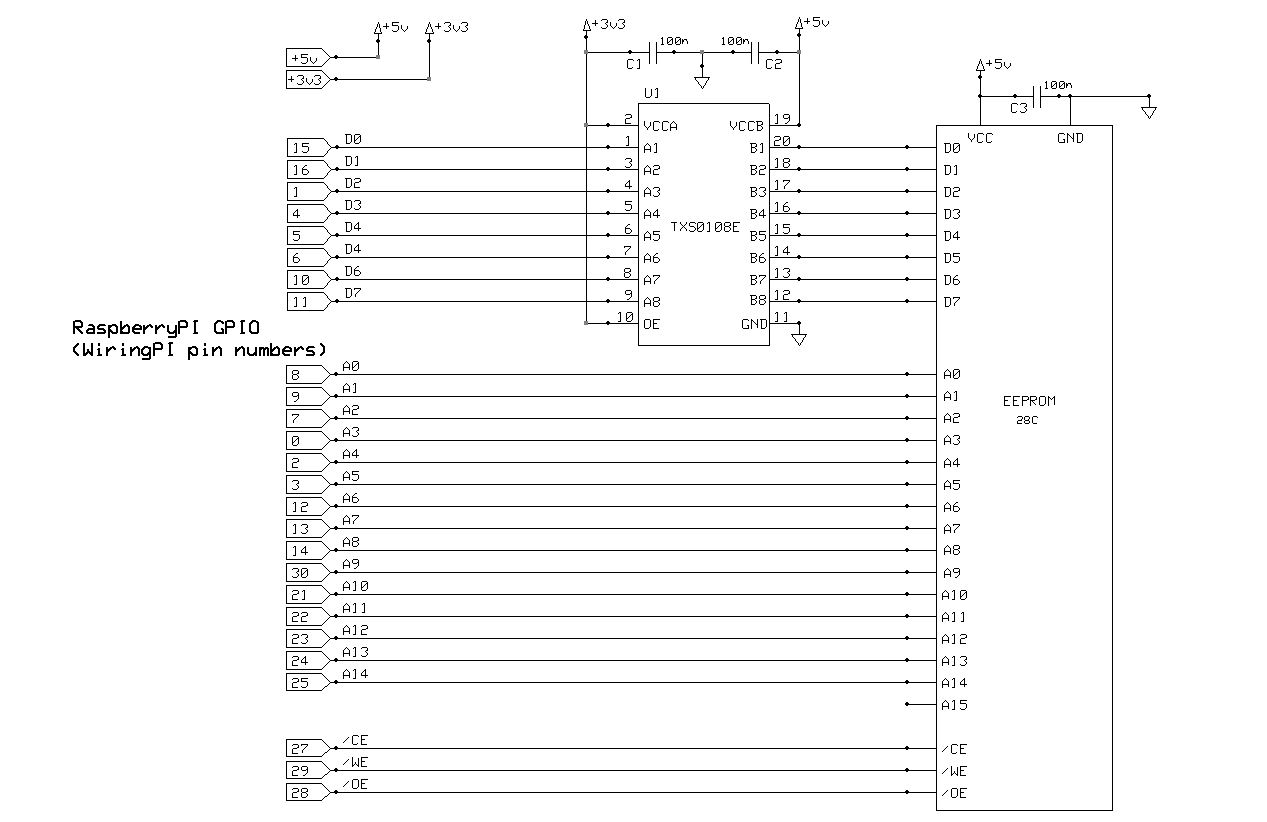 +5v +3v3
+5v
+3v3
+3v3 +5v
100n 100n
C1 C2
+5v
100n
C3
U1
2 VCCA VCCB 19
VCC GND
15 D0 1 A1 B1 20 D0
16 D1 3 A2 B2 18 D1
1 D2 4 A3 B3 17 D2
4 D3 5 A4 B4 16 D3
TXS0108E
5 D4 6 A5 B5 15 D4
6 D4 7 A6 B6 14 D5
10 D6 8 A7 B7 13 D6
11 D7 9 A8 B8 12 D7
10 OE GND 11
RaspberryPI GPIO
(WiringPI pin numbers)
8 A0 A0
9 A1 A1
EEPROM
28C
7 A2 A2
0 A3 A3
2 A4 A4
3 A5 A5
12 A6 A6
13 A7 A7
14 A8 A8
30 A9 A9
21 A10 A10
22 A11 A11
23 A12 A12
24 A13 A13
25 A14 A14
A15
27 /CE /CE
29 /WE /WE
28 /OE /OE